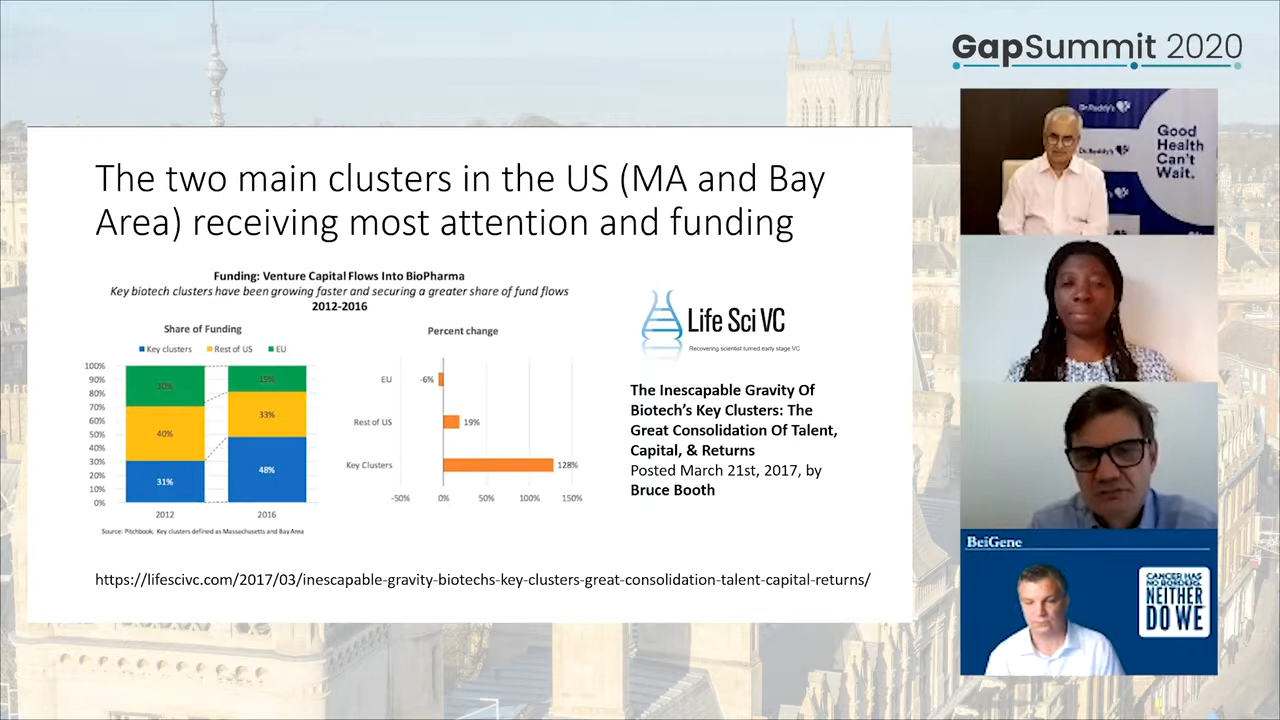 GapSummit 2020
The two main clusters in the US (MA and Bay
Area) receiving most attention and funding
Funding: Venture Capital Flows Into BioPharma
Key biotech clusters have been growing faster and securing a greater share of fund flows
2012-2016
Share of Funding
Key clusters
Rest of US
EU
100%
90%
80%
70%
60%
50%
40%
30%
20%
10%
0%
30%
40%
31%
19%
33%
48%
2012
2016
Source: Pitchbook; Key clusters defined as Massachusetts and Bay Area
Percent change
EU
-6%
Rest of US
19%
Key Clusters
128%
-50%
0%
50%
100%
150%
Life Sci VC
Recovering scientist turned early stage VC
The Inescapable Gravity Of
Biotech's Key Clusters: The
Great Consolidation Of Talent,
Capital, & Returns
Posted March 21st, 2017, by
Bruce Booth
https://lifescivc.com/2017/03/inescapable-gravity-biotechs-key-clusters-great-consolidation-talent-capital-returns/
Dr.Reddy's
Dr.Reddy's
Good
Health
Can't
Wait.
BeiGene
CANCER HAS
NO BORDERS.
NEITHER
DO WE